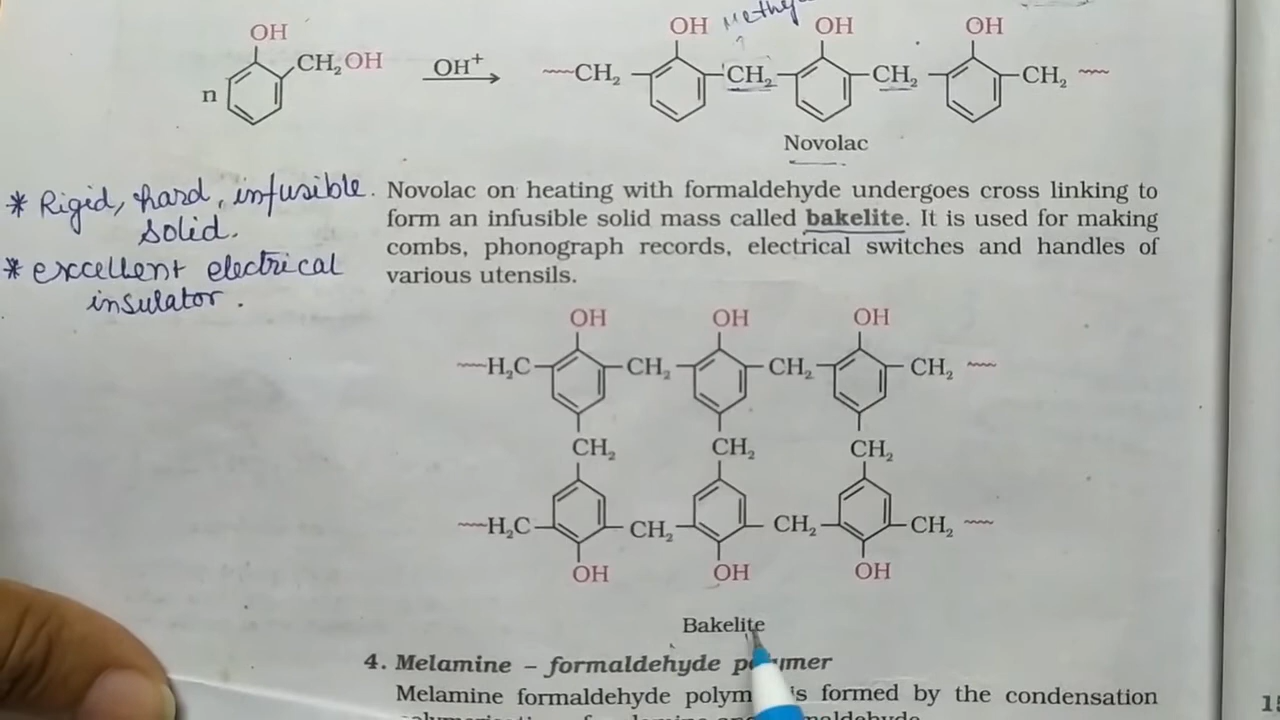 Methy
OH OH OH OH
CH₂OH OH⁺ CH₂ CH₂ CH₂ CH₂
n
Novolac
* Rigid, hard, infusible.
solid.
* excellent electrical
insulator.
Novolac on heating with formaldehyde undergoes cross linking to
form an infusible solid mass called bakelite. It is used for making
combs, phonograph records, electrical switches and handles of
various utensils.
OH OH OH
H₂C CH₂ CH₂ CH₂
CH₂ CH₂ CH₂
H₂C CH₂ CH₂ CH₂
OH OH OH
Bakelite
4. Melamine – formaldehyde
Melamine formaldehyde formed by the condensation